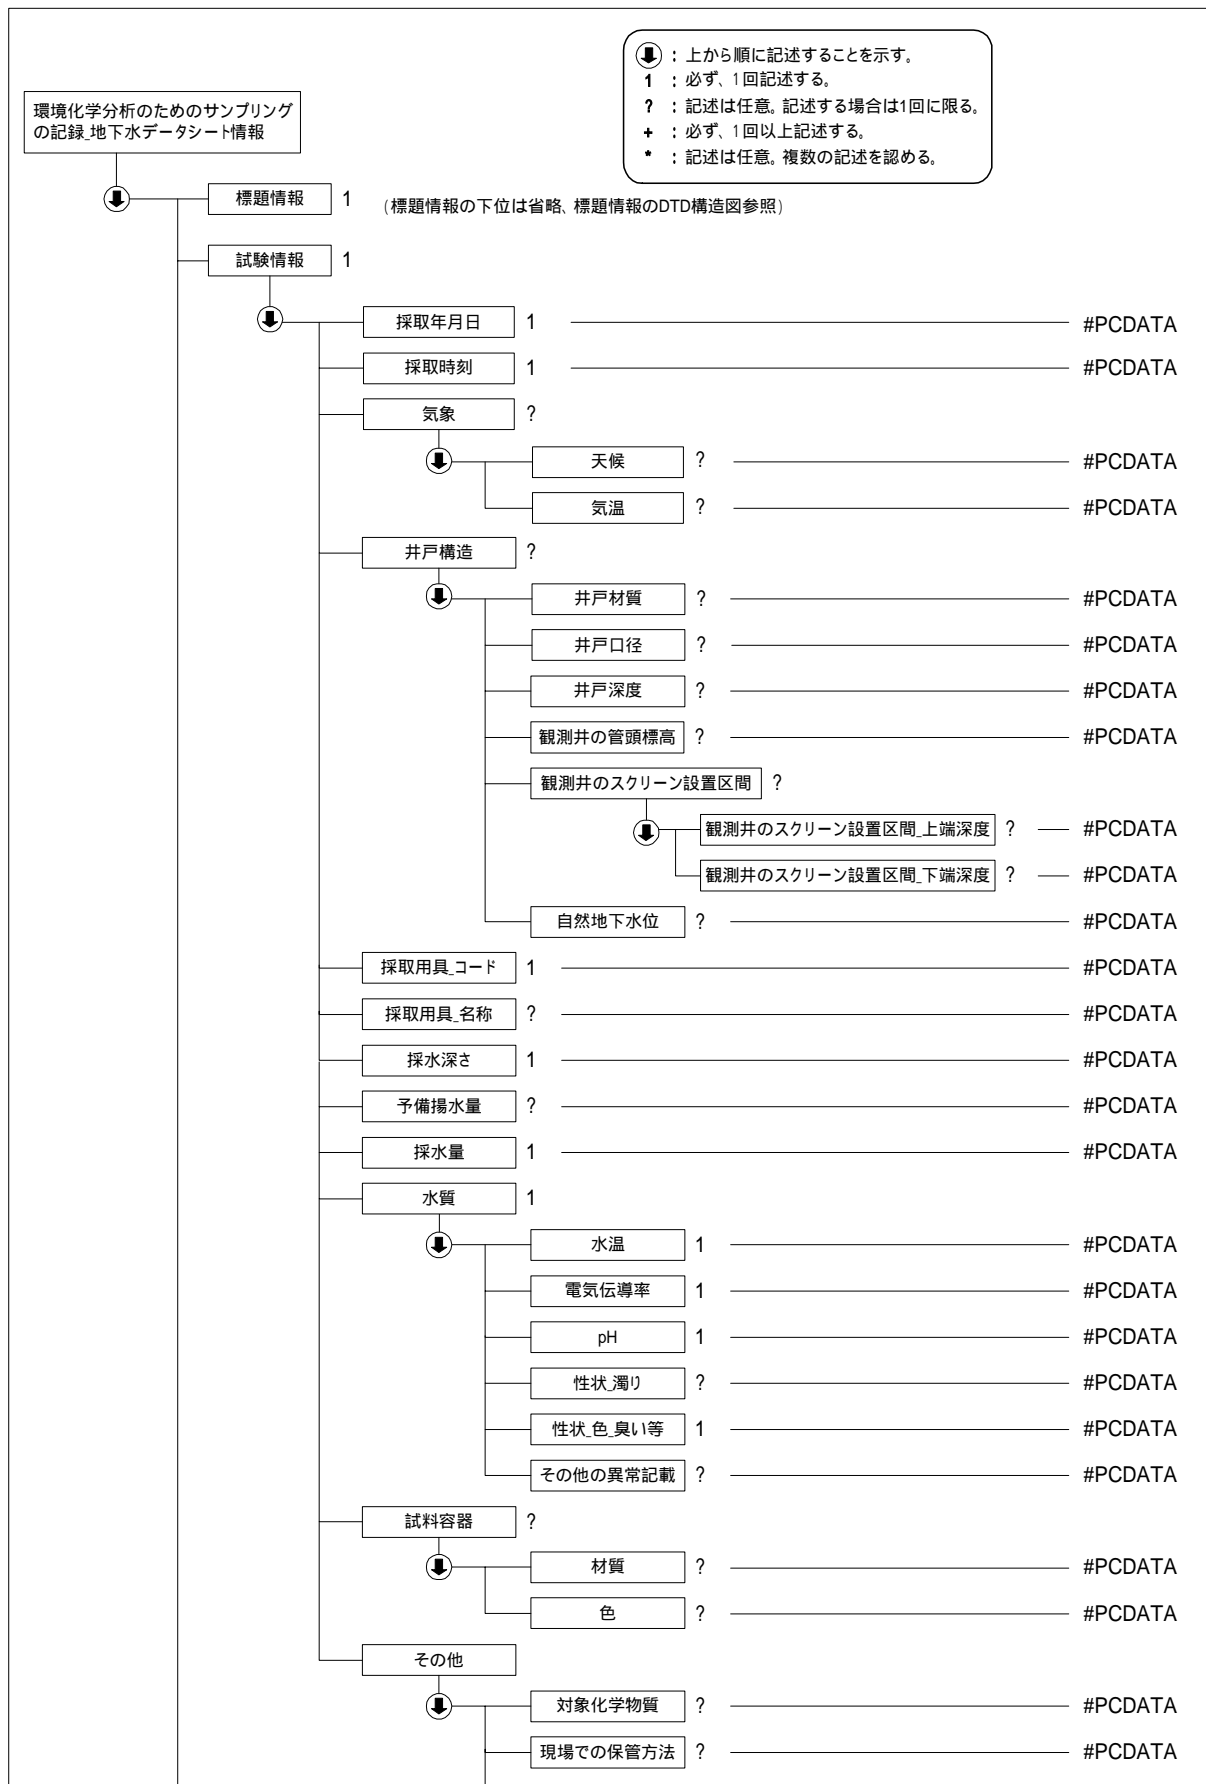 ：上から順に記述することを示す。
1：必ず、1回記述する。
?：記述は任意。記述する場合は1回に限る。
+：必ず、1回以上記述する。
*：記述は任意。複数の記述を認める。
環境化学分析のためのサンプリング
の記録_地下水データシート情報
標題情報 1 (標題情報の下位は省略、標題情報のDTD構造図参照)
試験情報 1
採取年月日 1 #PCDATA
採取時刻 1 #PCDATA
気象 ?
天候 ? #PCDATA
気温 ? #PCDATA
井戸構造 ?
井戸材質 ? #PCDATA
井戸口径 ? #PCDATA
井戸深度 ? #PCDATA
観測井の管頭標高 ? #PCDATA
観測井のスクリーン設置区間 ?
観測井のスクリーン設置区間_上端深度 ? #PCDATA
観測井のスクリーン設置区間_下端深度 ? #PCDATA
自然地下水位 ? #PCDATA
採取用具_コード 1 #PCDATA
採取用具_名称 ? #PCDATA
採水深さ 1 #PCDATA
予備揚水量 ? #PCDATA
採水量 1 #PCDATA
水質 1
水温 1 #PCDATA
電気伝導率 1 #PCDATA
pH 1 #PCDATA
性状_濁り ? #PCDATA
性状_色_臭い等 1 #PCDATA
その他の異常記載 ? #PCDATA
試料容器 ?
材質 ? #PCDATA
色 ? #PCDATA
その他
対象化学物質 ? #PCDATA
現場での保管方法 ? #PCDATA